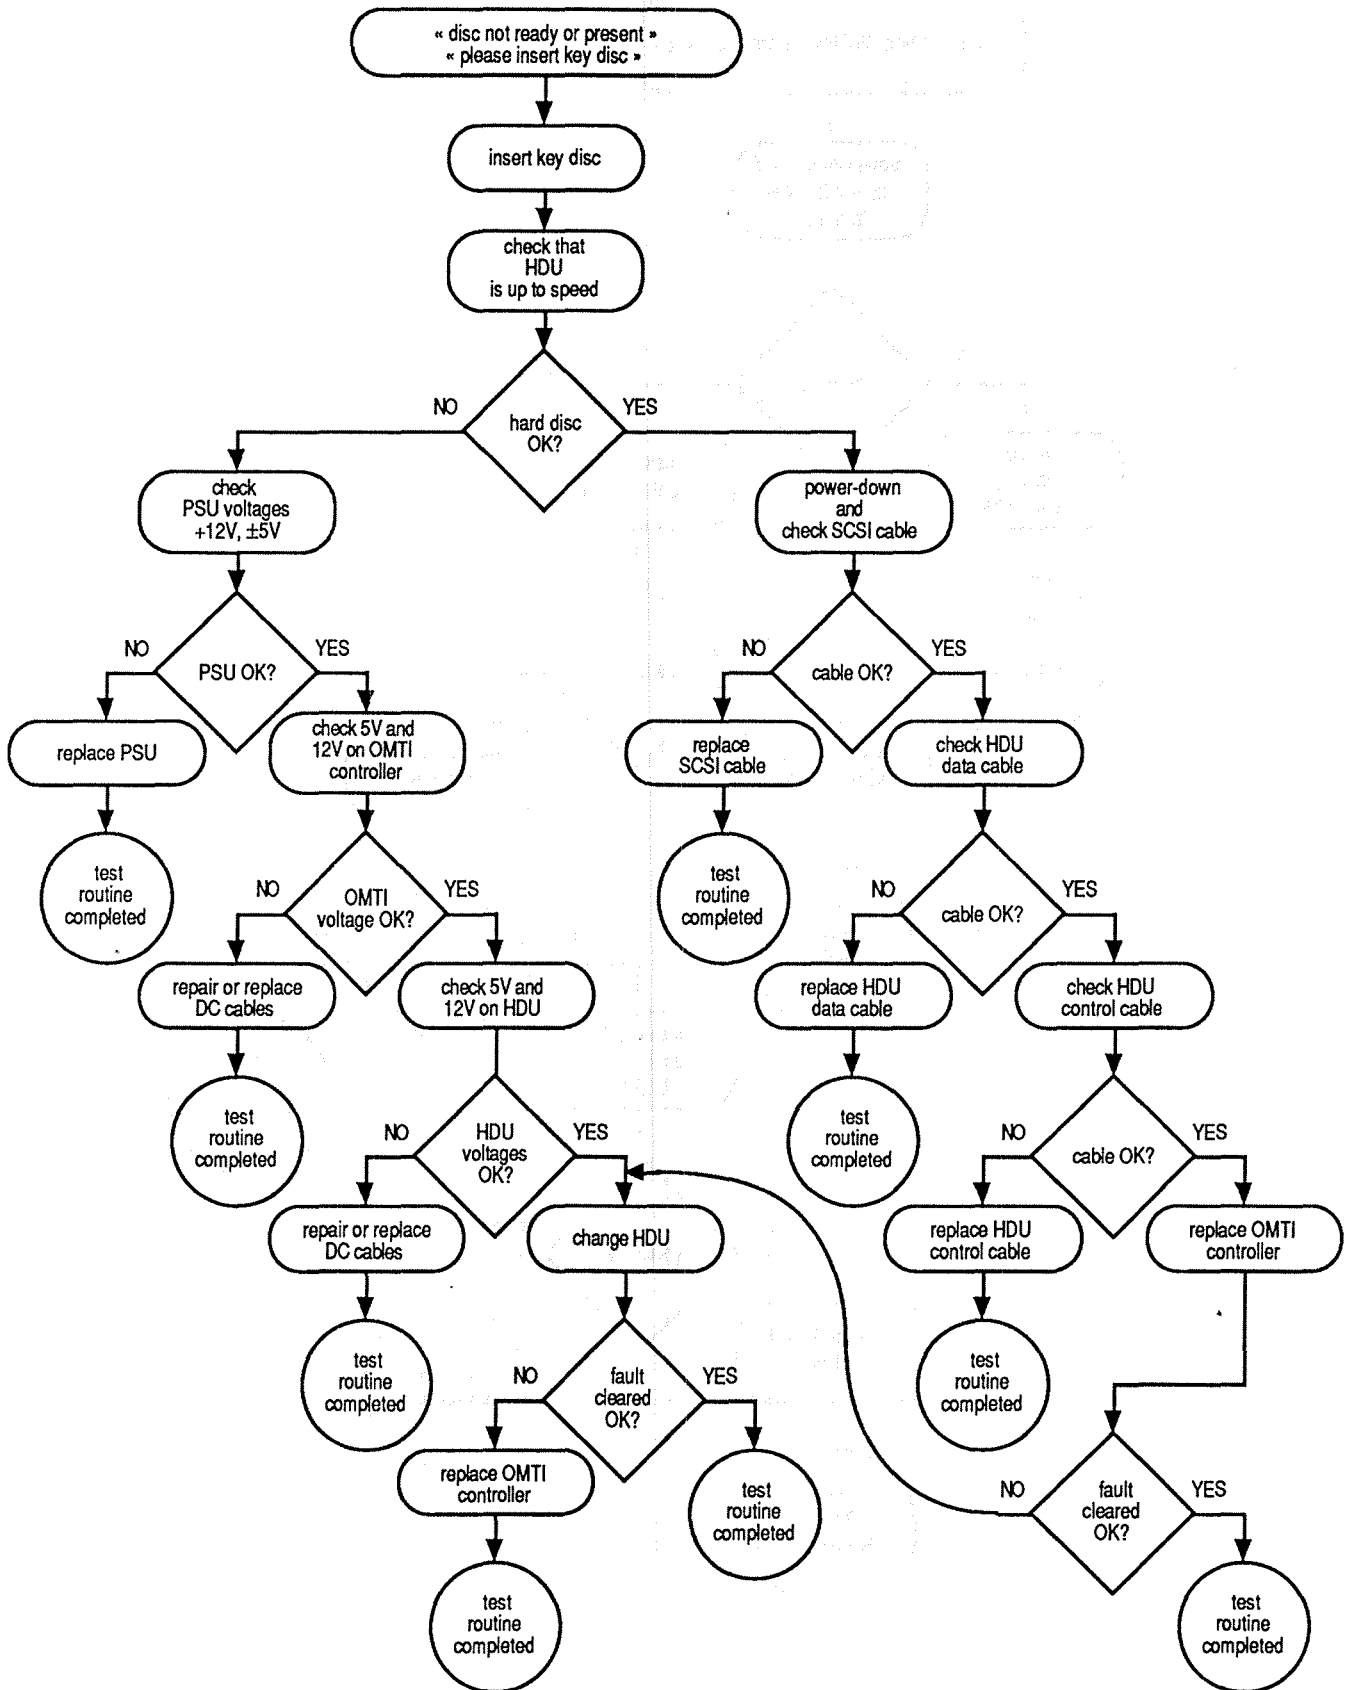 « disc not ready or present »
« please insert key disc »
insert key disc
check that
HDU
is up to speed
NO
YES
hard disc
OK?
check
PSU voltages
+12V, ±5V
power-down
and
check SCSI cable
NO
YES
PSU OK?
NO
YES
cable OK?
replace PSU
check 5V and
12V on OMTI
controller
replace
SCSI cable
check HDU
data cable
test
routine
completed
NO
YES
OMTI
voltage OK?
test
routine
completed
NO
YES
cable OK?
repair or replace
DC cables
check 5V and
12V on HDU
replace HDU
data cable
check HDU
control cable
test
routine
completed
NO
YES
HDU
voltages
OK?
test
routine
completed
NO
YES
cable OK?
repair or replace
DC cables
change HDU
replace HDU
control cable
replace OMTI
controller
test
routine
completed
NO
YES
fault
cleared
OK?
test
routine
completed
replace OMTI
controller
test
routine
completed
NO
YES
fault
cleared
OK?
test
routine
completed
test
routine
completed